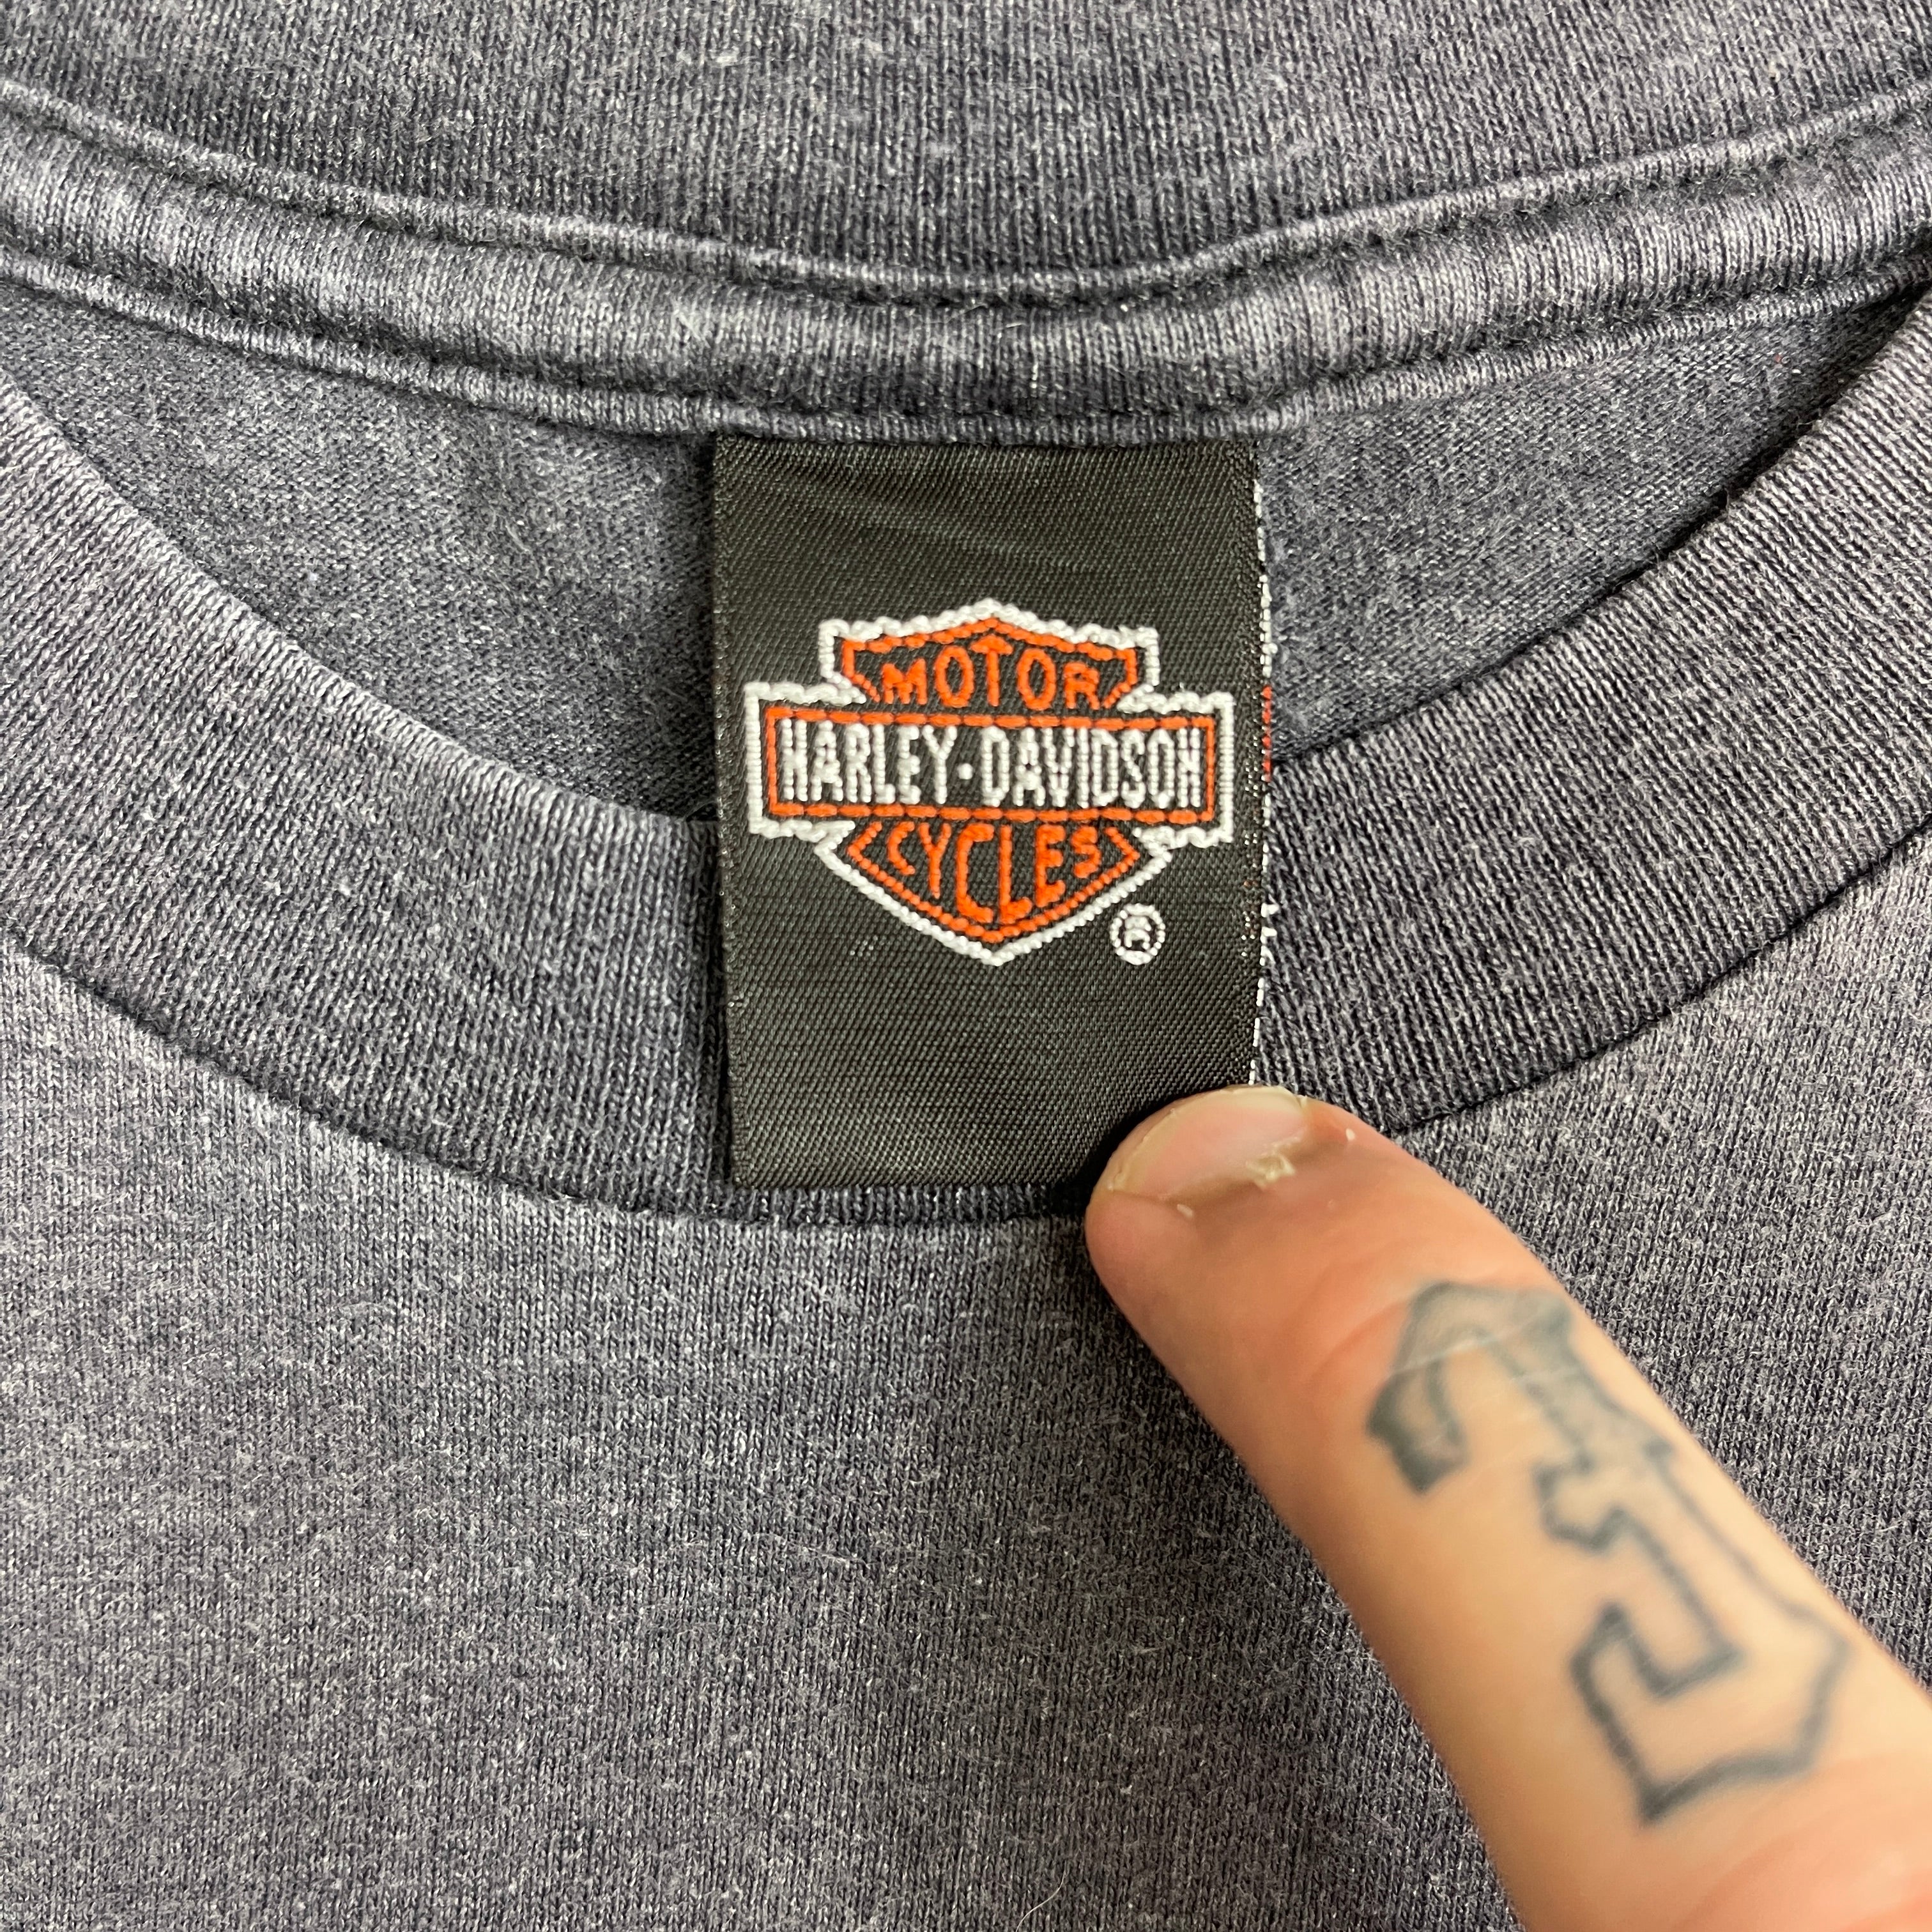 MOTOR
HARLEY-DAVIDSON
CYCLES
®